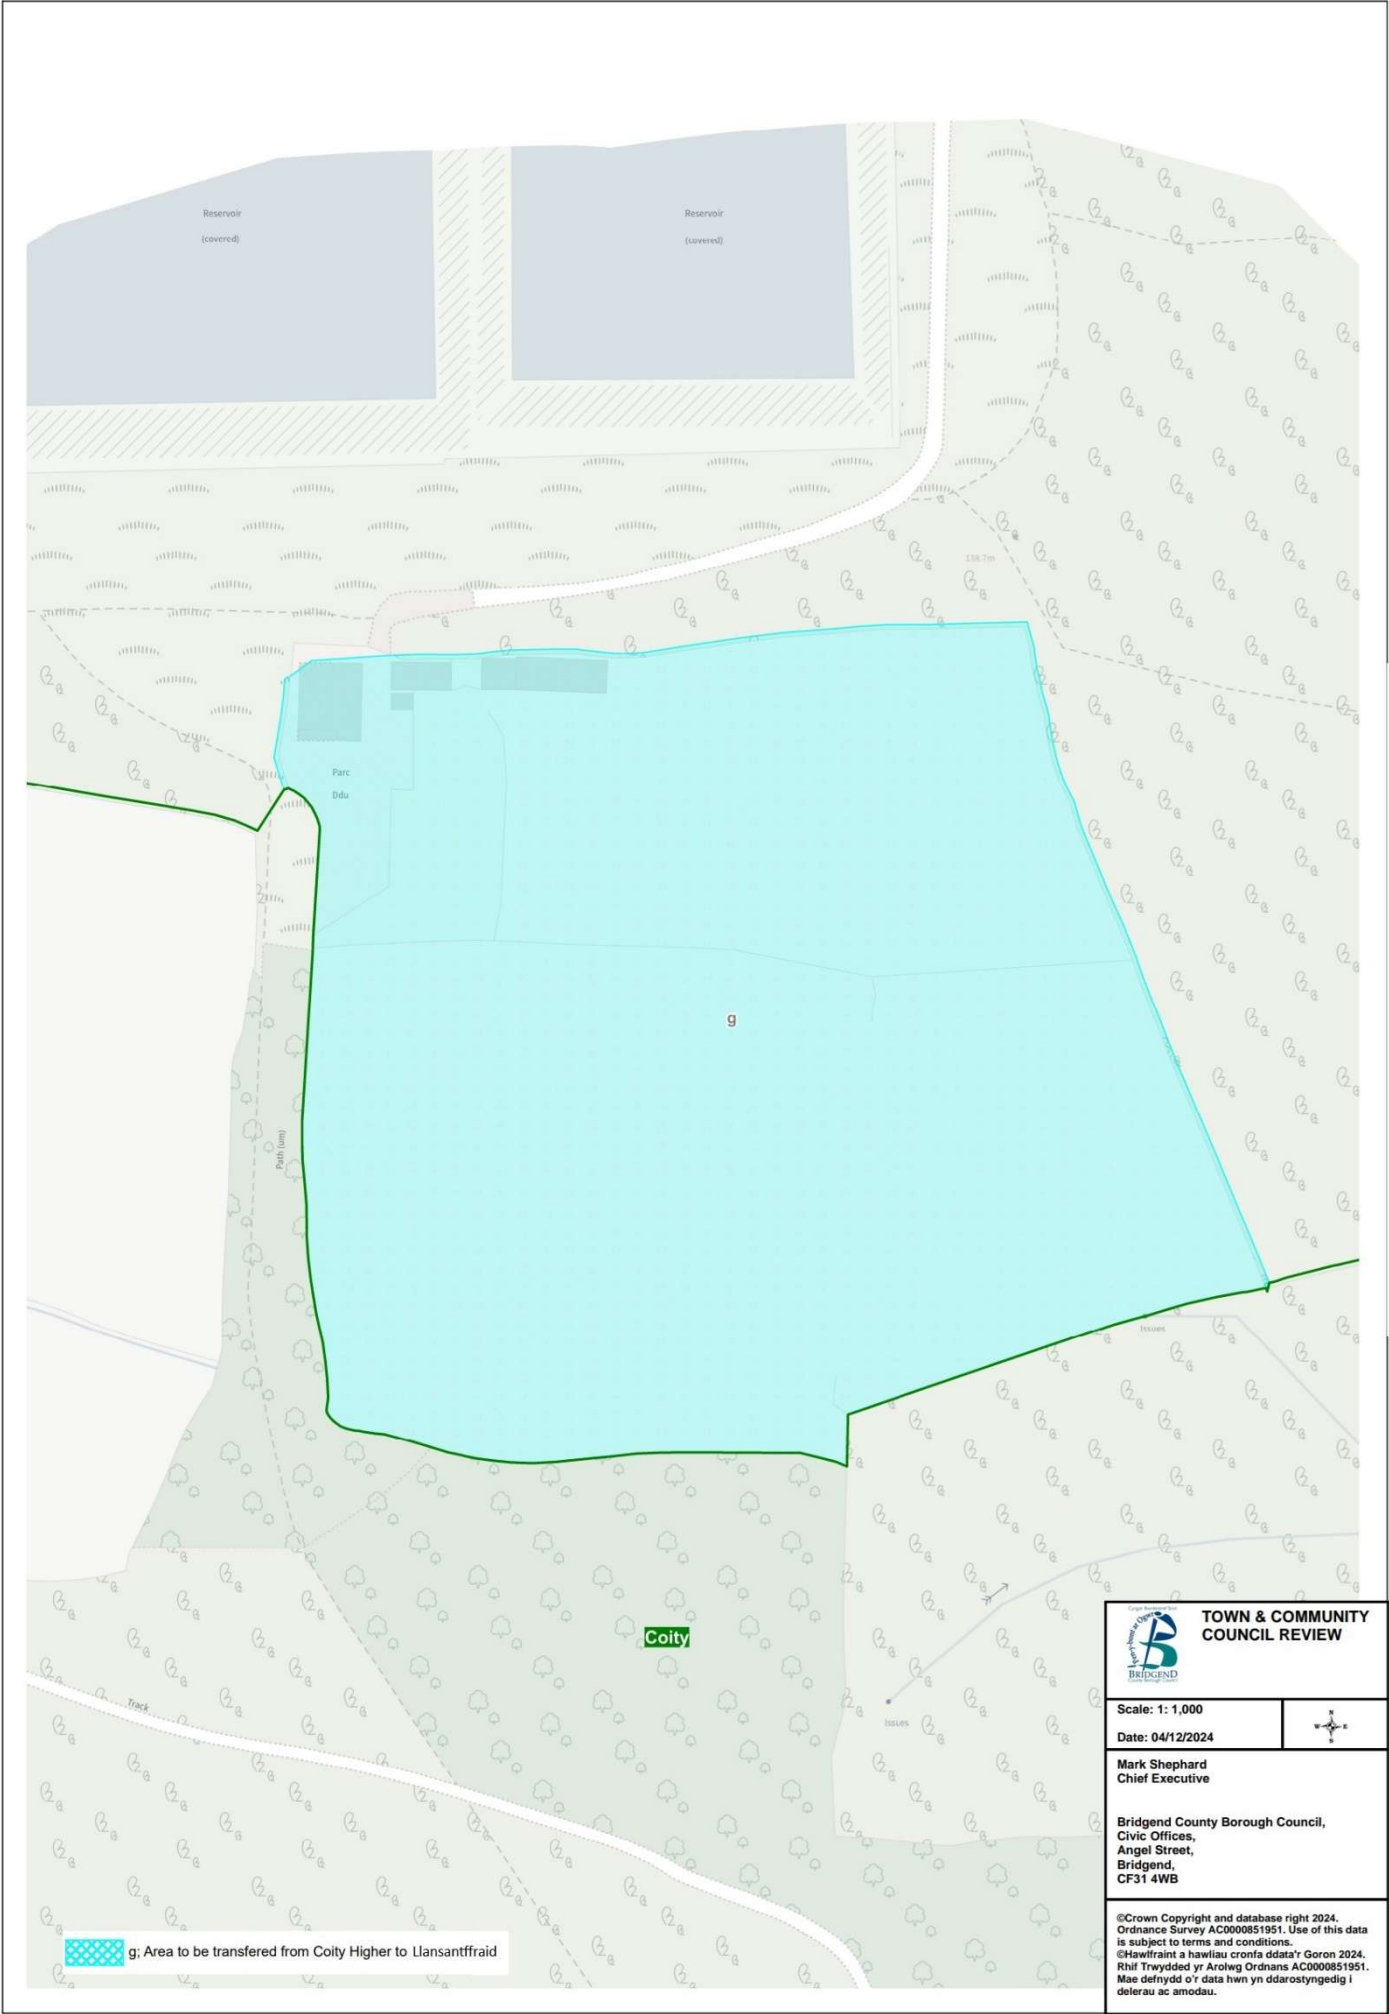 Reservoir
(covered)
Reservoir
(covered)
138.7m
Parc
Ddu
g
Path (um)
Issues
Coity
Issues
Track
g; Area to be transfered from Coity Higher to Llansantffraid
BRIDGEND
County Borough Council
TOWN & COMMUNITY
COUNCIL REVIEW
Scale: 1: 1,000
Date: 04/12/2024
N
W E
S
Mark Shephard
Chief Executive
Bridgend County Borough Council,
Civic Offices,
Angel Street,
Bridgend,
CF31 4WB
©Crown Copyright and database right 2024.
Ordnance Survey AC0000851951. Use of this data
is subject to terms and conditions.
©Hawlfraint a hawliau cronfa ddata'r Goron 2024.
Rhif Trwydded yr Arolwg Ordnans AC0000851951.
Mae defnydd o'r data hwn yn ddarostyngedig i
delerau ac amodau.